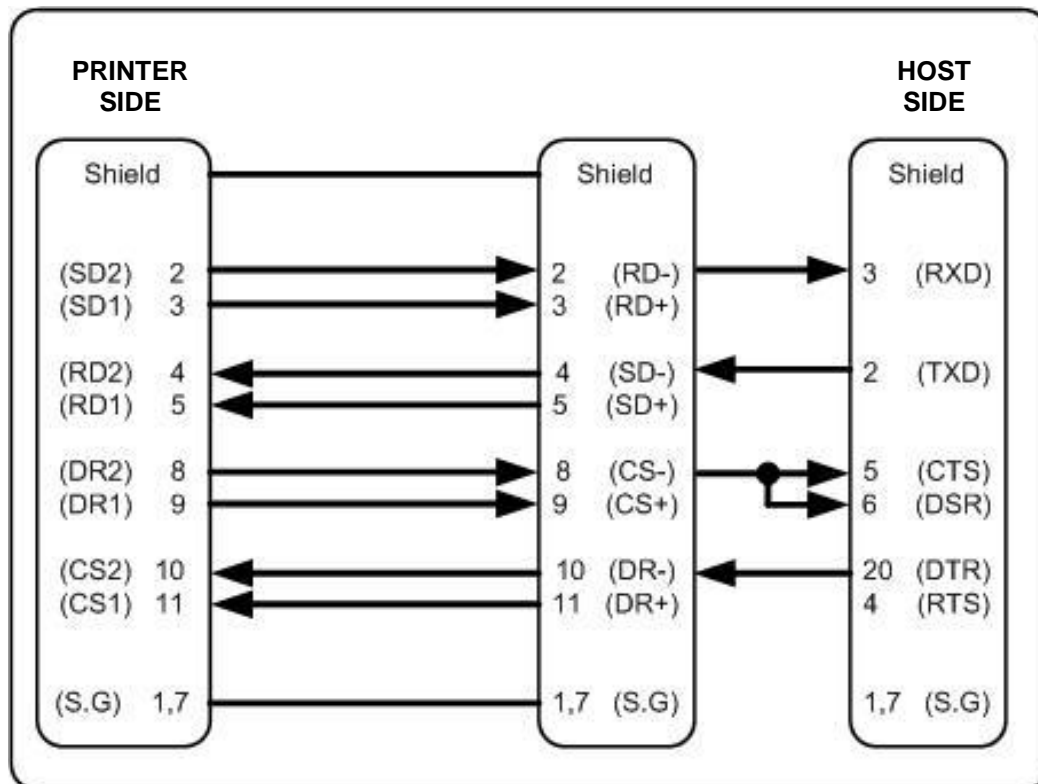 PRINTER
SIDE
HOST
SIDE
Shield
Shield
Shield
(SD2) 2
2 (RD-)
3 (RXD)
(SD1) 3
3 (RD+)
(RD2) 4
4 (SD-)
2 (TXD)
(RD1) 5
5 (SD+)
(DR2) 8
8 (CS-)
5 (CTS)
(DR1) 9
9 (CS+)
6 (DSR)
(CS2) 10
10 (DR-)
20 (DTR)
(CS1) 11
11 (DR+)
4 (RTS)
(S.G) 1,7
1,7 (S.G)
1,7 (S.G)